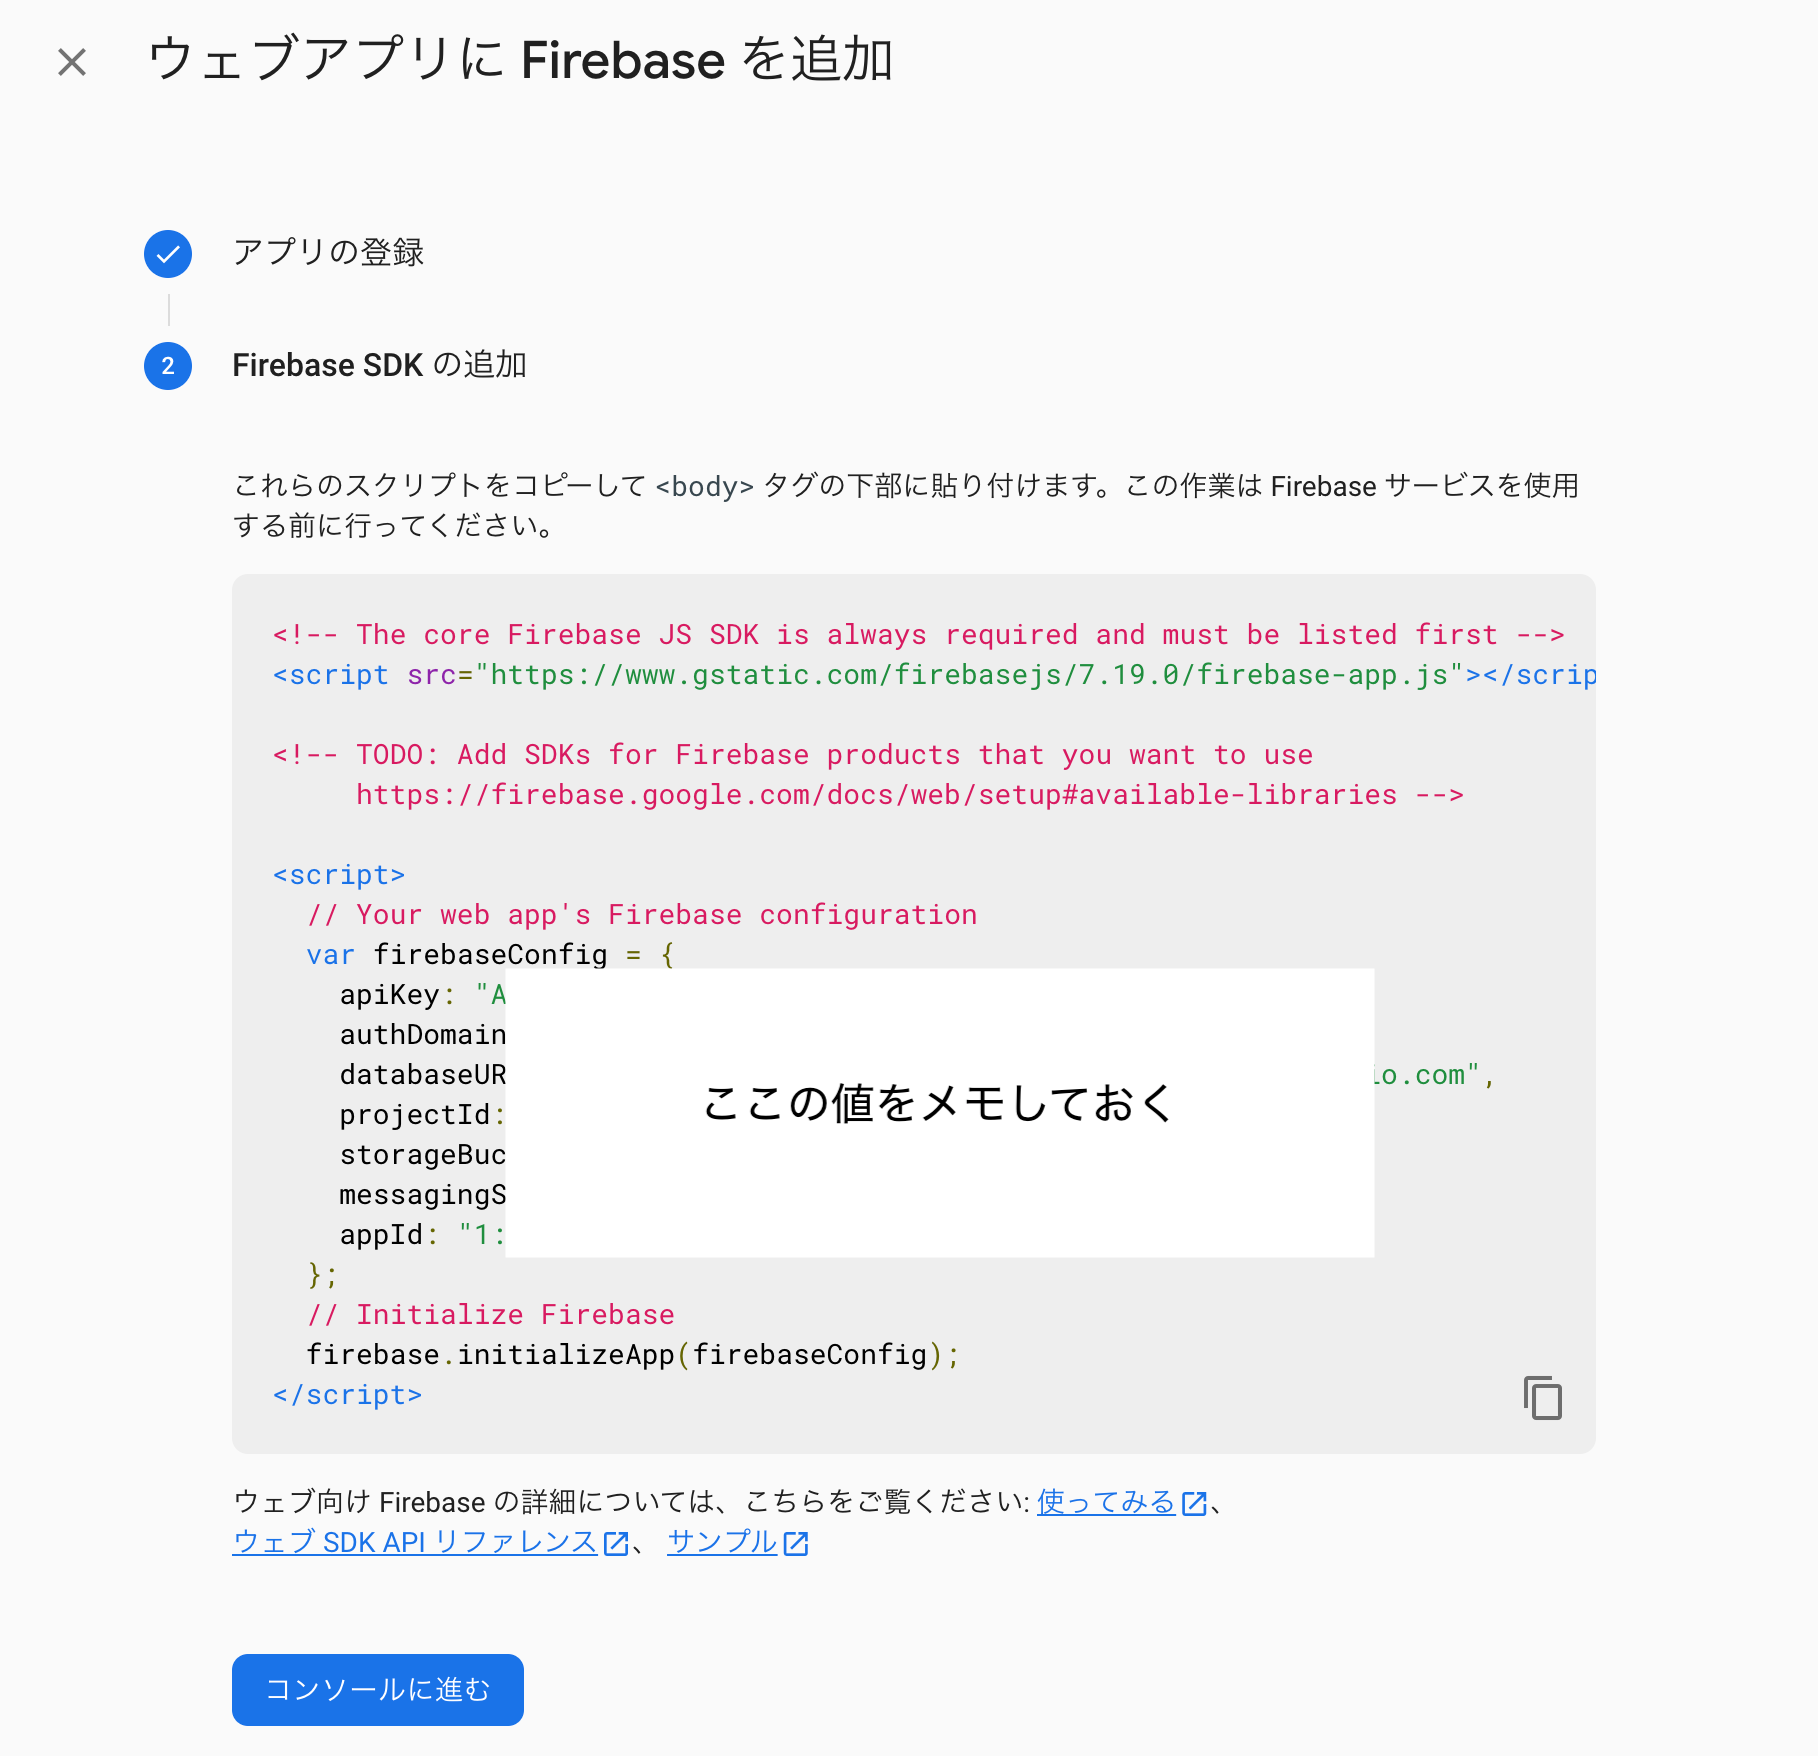 ウェブアプリに Firebase を追加
アプリの登録
2
Firebase SDK の追加
これらのスクリプトをコピーして <body> タグの下部に貼り付けます。この作業は Firebase サービスを使用
する前に行ってください。
<!-- The core Firebase JS SDK is always required and must be listed first -->
<script src="https://www.gstatic.com/firebasejs/7.19.0/firebase-app.js"></scrip
<!-- TODO: Add SDKs for Firebase products that you want to use
https://firebase.google.com/docs/web/setup#available-libraries -->
<script>
// Your web app's Firebase configuration
var firebaseConfig = {
apiKey: "A
authDomain
databaseUR io.com",
projectId:
storageBuc
messagingS
appId: "1:
ここの値をメモしておく
};
// Initialize Firebase
firebase.initializeApp(firebaseConfig);
</script>
ウェブ向け Firebase の詳細については、こちらをご覧ください: 使ってみる、
ウェブ SDK API リファレンス、 サンプル
コンソールに進む